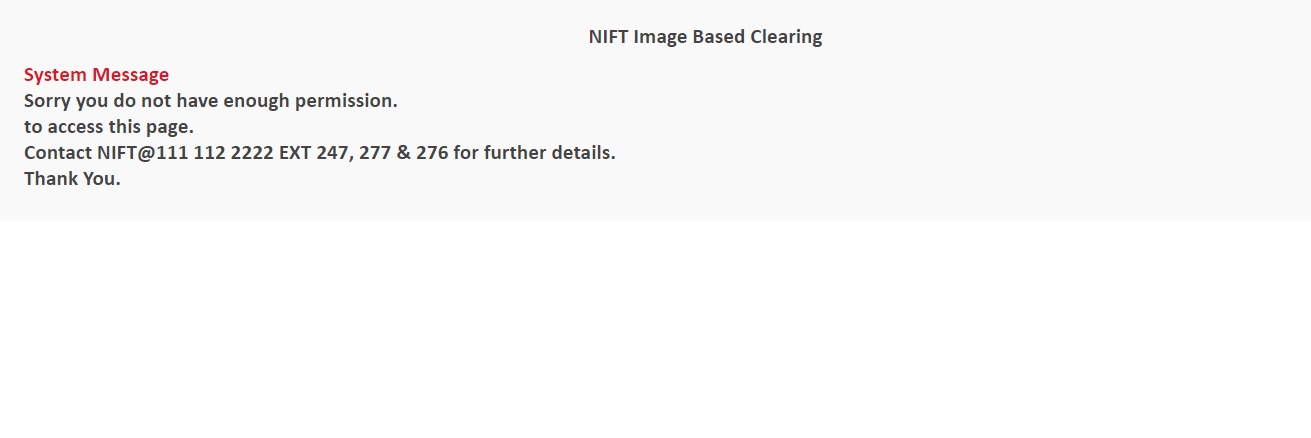 NIFT Image Based Clearing
System Message
Sorry you do not have enough permission.
to access this page.
Contact NIFT@111 112 2222 EXT 247, 277 & 276 for further details.
Thank You.